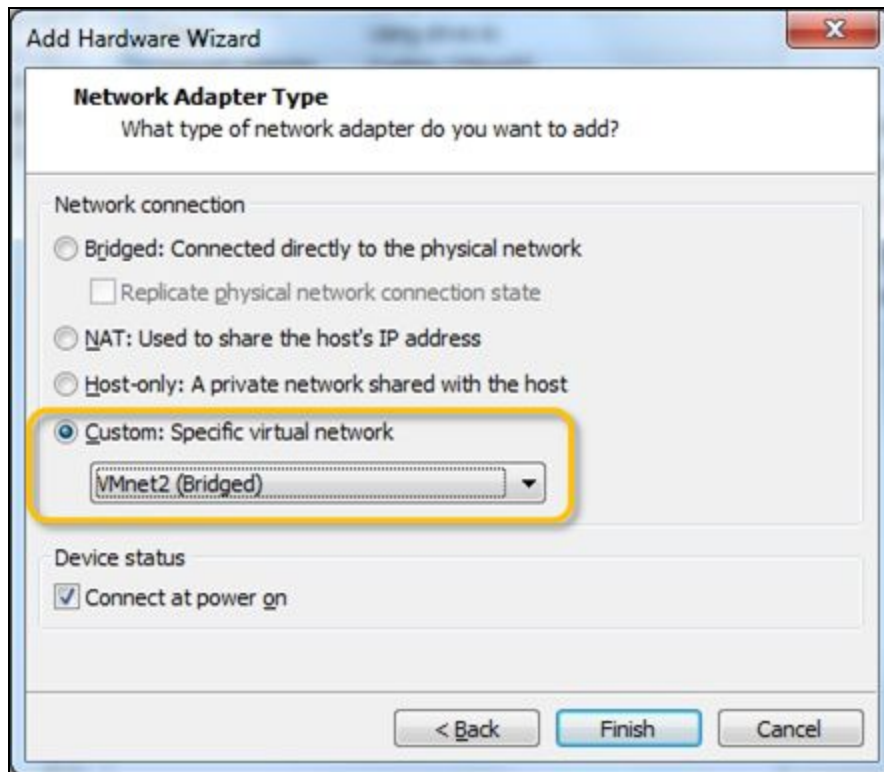 Add Hardware Wizard
Network Adapter Type
What type of network adapter do you want to add?
Network connection
Bridged: Connected directly to the physical network
Replicate physical network connection state
NAT: Used to share the host's IP address
Host-only: A private network shared with the host
Custom: Specific virtual network
VMnet2 (Bridged)
Device status
Connect at power on
< Back Finish Cancel